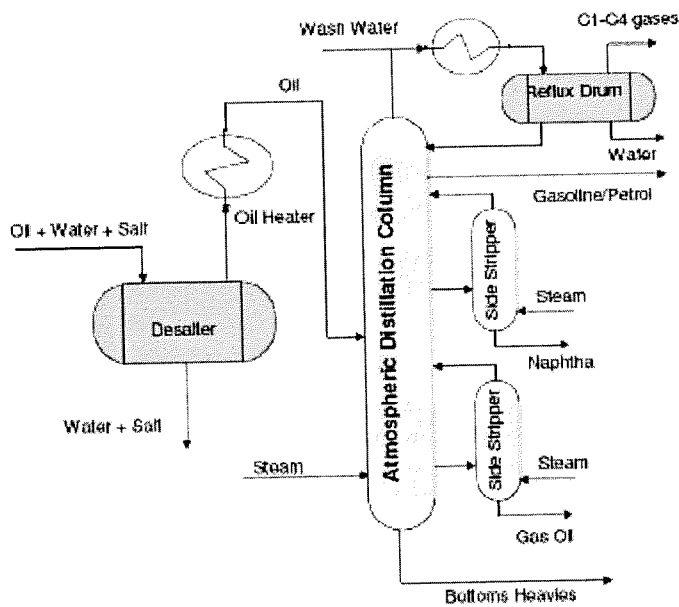 Wash Water
C1-C4 gases
Oil
Reflux Drum
Water
Gasoline/Petrol
Oil Heater
Oil + Water + Salt
Side Stripper
Steam
Desalter
Atmospheric Distillation Column
Naphtha
Water + Salt
Side Stripper
Steam
Steam
Gas Oil
Bottoms Heavies